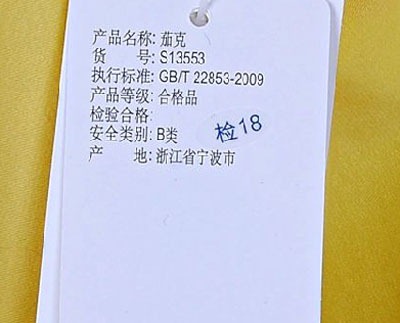 产品名称: 茄克
货 号: S13553
执行标准: GB/T 22853-2009
产品等级: 合格品
检验合格:
检18
安全类别: B类
产 地: 浙江省宁波市